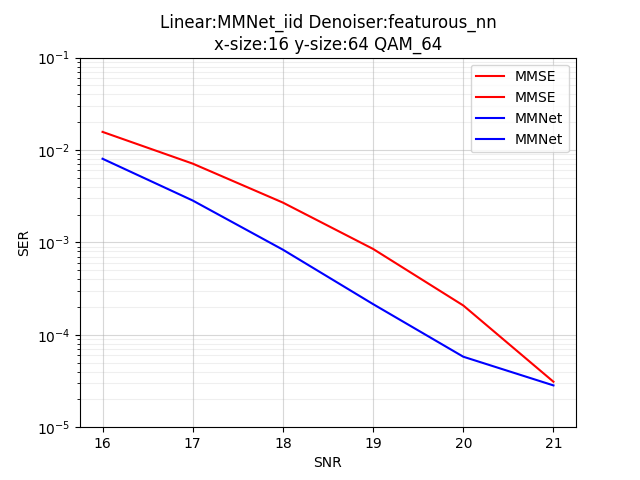 Linear:MMNet_iid Denoiser:featurous_nn
x-size:16 y-size:64 QAM_64
10⁻¹
10⁻²
10⁻³
10⁻⁴
10⁻⁵
SER
MMSE
MMSE
MMNet
MMNet
16 17 18 19 20 21
SNR